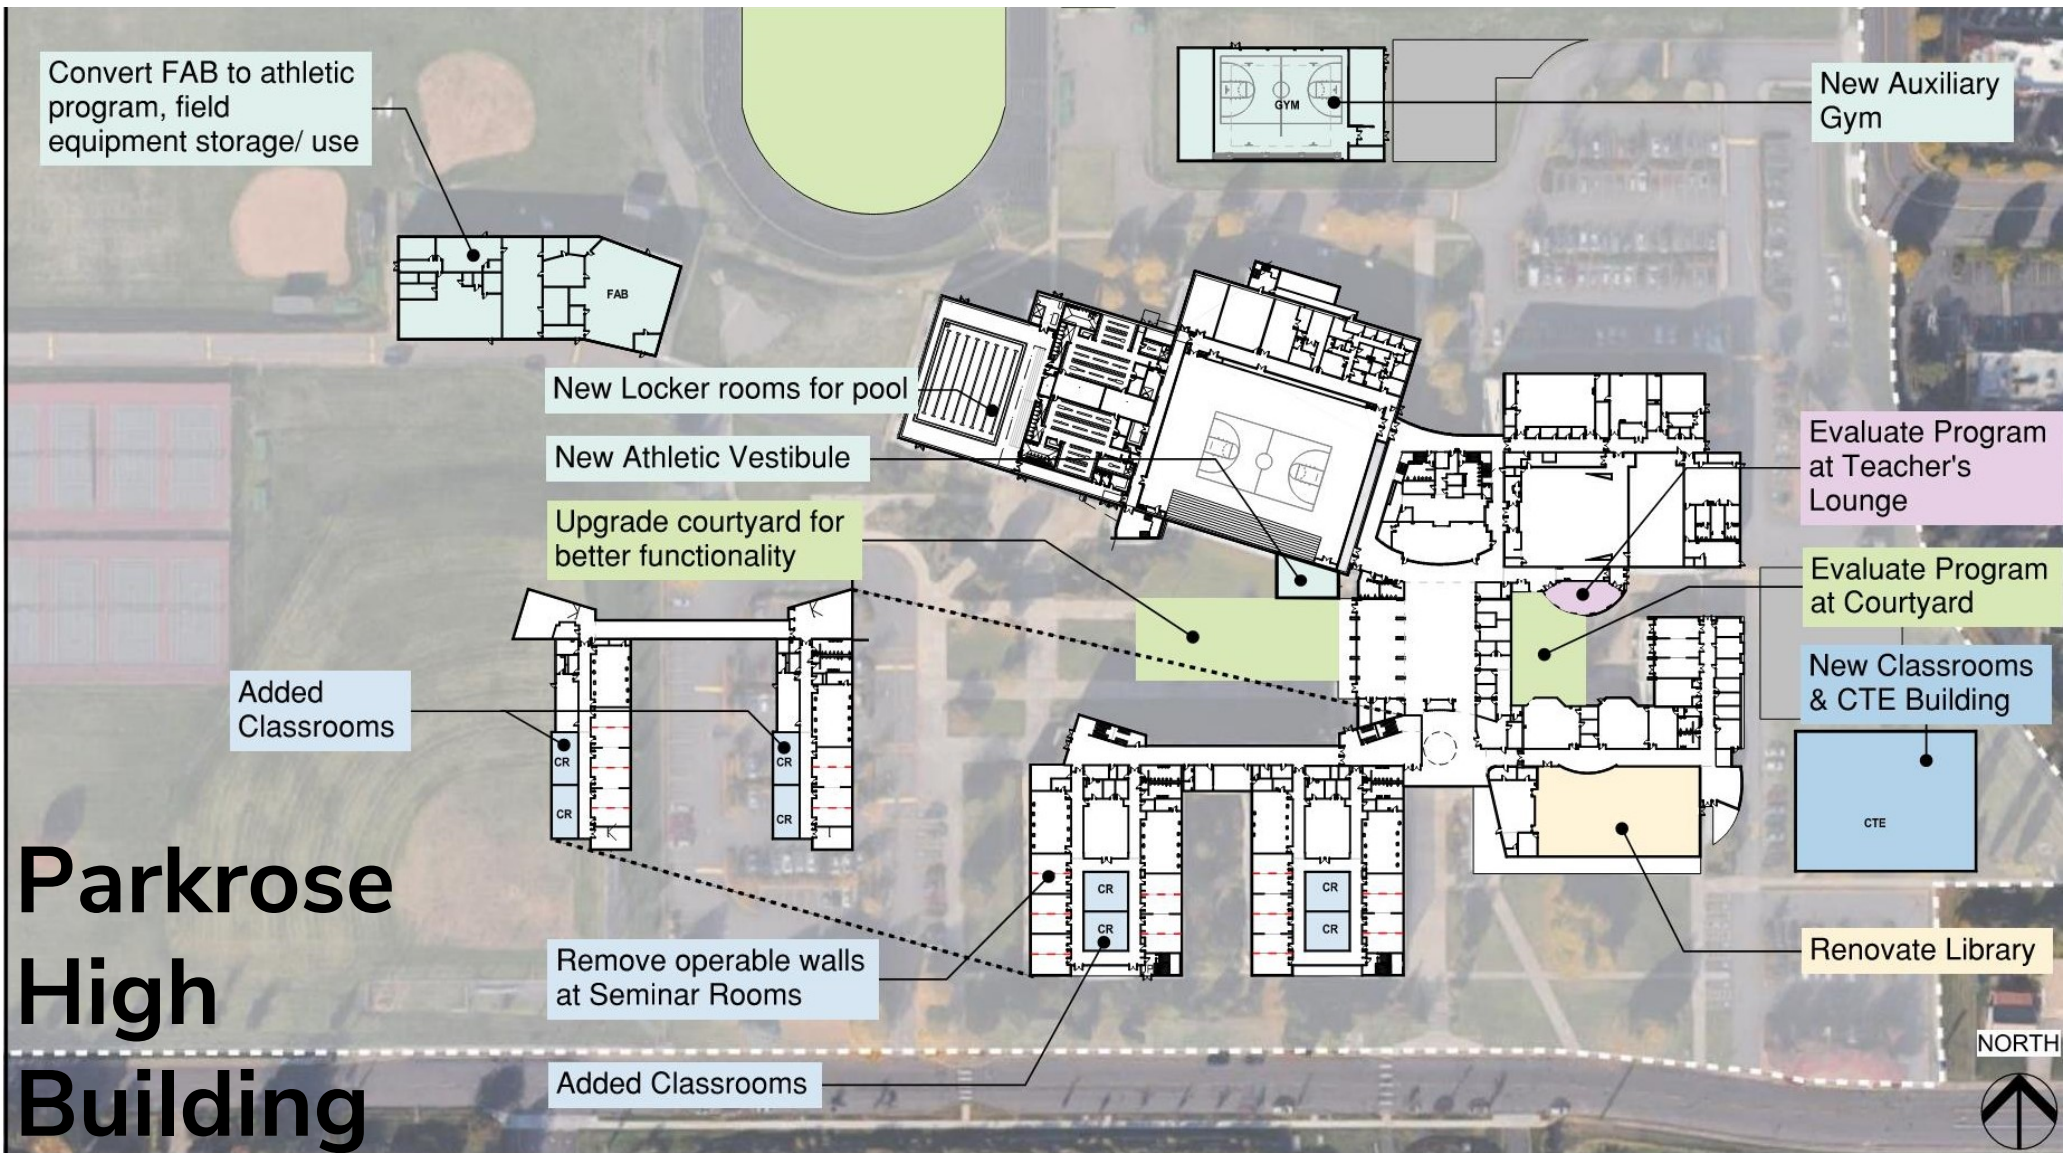 Convert FAB to athletic
program, field
equipment storage/ use
GYM
New Auxiliary
Gym
FAB
New Locker rooms for pool
New Athletic Vestibule
Upgrade courtyard for
better functionality
Evaluate Program
at Teacher's
Lounge
Evaluate Program
at Courtyard
New Classrooms
& CTE Building
Added
Classrooms
CR
CR
CR
CR
CTE
CR
CR
CR
CR
Remove operable walls
at Seminar Rooms
Added Classrooms
Renovate Library
Parkrose
High
Building
NORTH